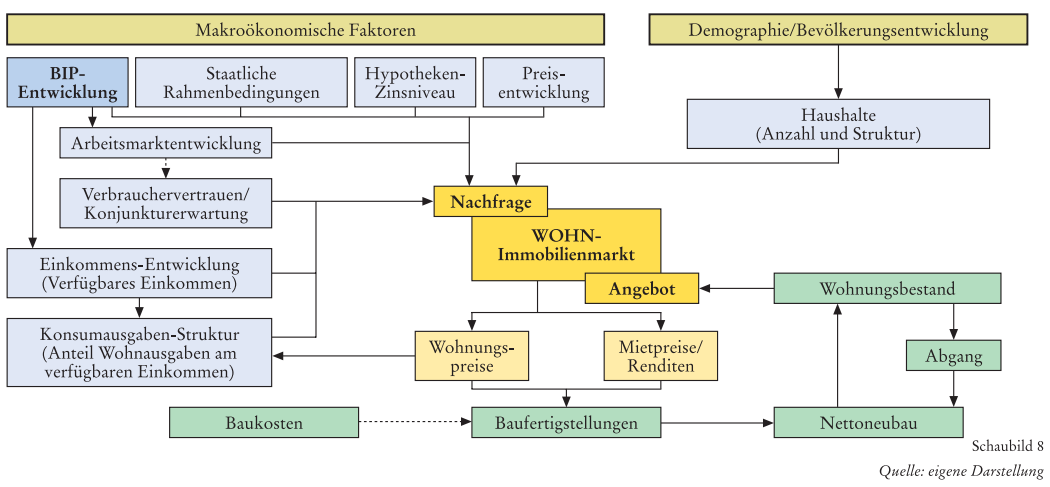 Makroökonomische Faktoren
Demographie/Bevölkerungsentwicklung
BIP-
Entwicklung
Staatliche
Rahmenbedingungen
Hypotheken-
Zinsniveau
Preis-
entwicklung
Haushalte
(Anzahl und Struktur)
Arbeitsmarktentwicklung
Verbrauchervertrauen/
Konjunkturerwartung
Nachfrage
WOHN-
Immobilienmarkt
Einkommens-Entwicklung
(Verfügbares Einkommen)
Angebot
Wohnungsbestand
Konsumausgaben-Struktur
(Anteil Wohnausgaben am
verfügbaren Einkommen)
Wohnungs-
preise
Mietpreise/
Renditen
Abgang
Baukosten
Baufertigstellungen
Nettoneubau
Schaubild 8
Quelle: eigene Darstellung